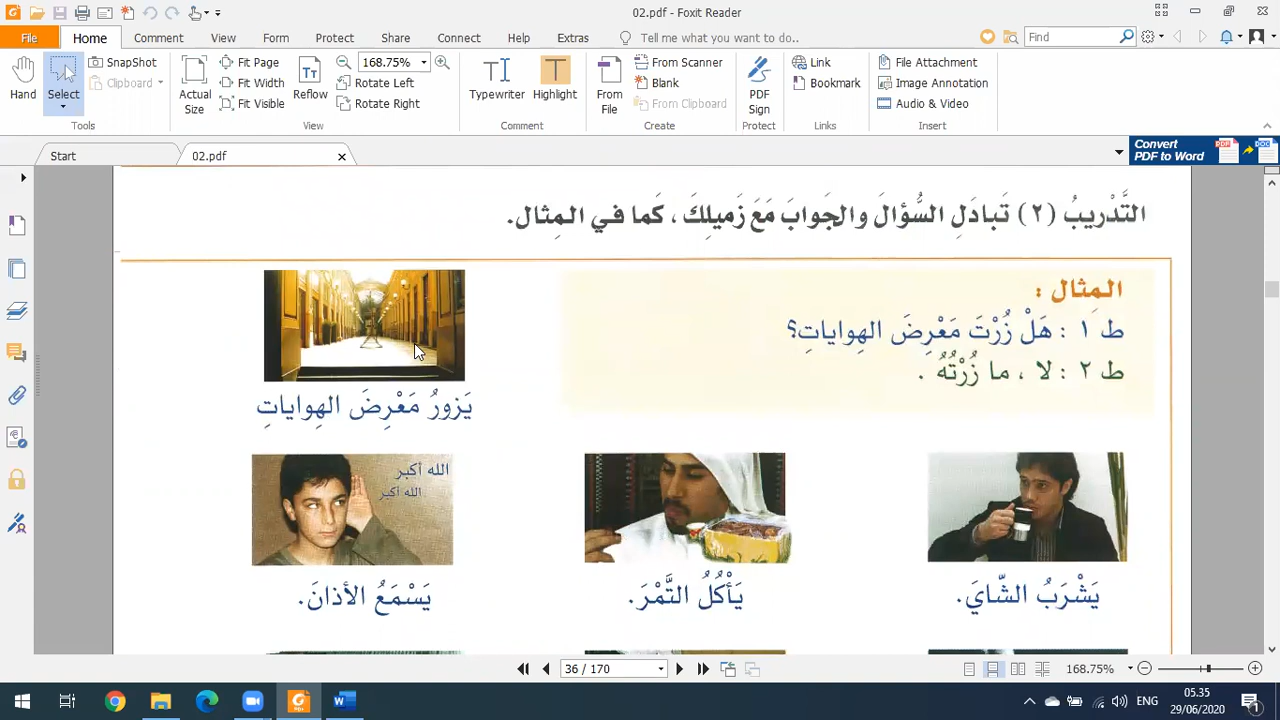 02.pdf - Foxit Reader
File
Home
Comment
View
Form
Protect
Share
Connect
Help
Extras
Tell me what you want to do..
Find
Hand
Select
SnapShot
Clipboard
Tools
Actual Size
Fit Page
Fit Width
Fit Visible
Reflow
168.75%
Rotate Left
Rotate Right
View
Typewriter
Highlight
Comment
From File
From Scanner
Blank
From Clipboard
Create
PDF Sign
Protect
Link
Bookmark
Links
File Attachment
Image Annotation
Audio & Video
Insert
Start
02.pdf
Convert
PDF to Word
التَّدْرِيبُ (٢) تَبادَلِ السُّؤالَ والجَوابَ مَعَ زَميلِكَ ، كَما في المِثال.
المِثال :
ط ١ : هَلْ زُرْتَ مَعْرِضَ الهِواياتِ؟
ط ٢ : لا ، ما زُرْتُهُ .
يَزورُ مَعْرِضَ الهِواياتِ
الله أكبر
الله أكبر
يَشْرَبُ الشّايَ.
يَأْكُلُ التَّمْرَ.
يَسْمَعُ الأذانَ.
36 / 170
168.75%
ENG
05.35
29/06/2020